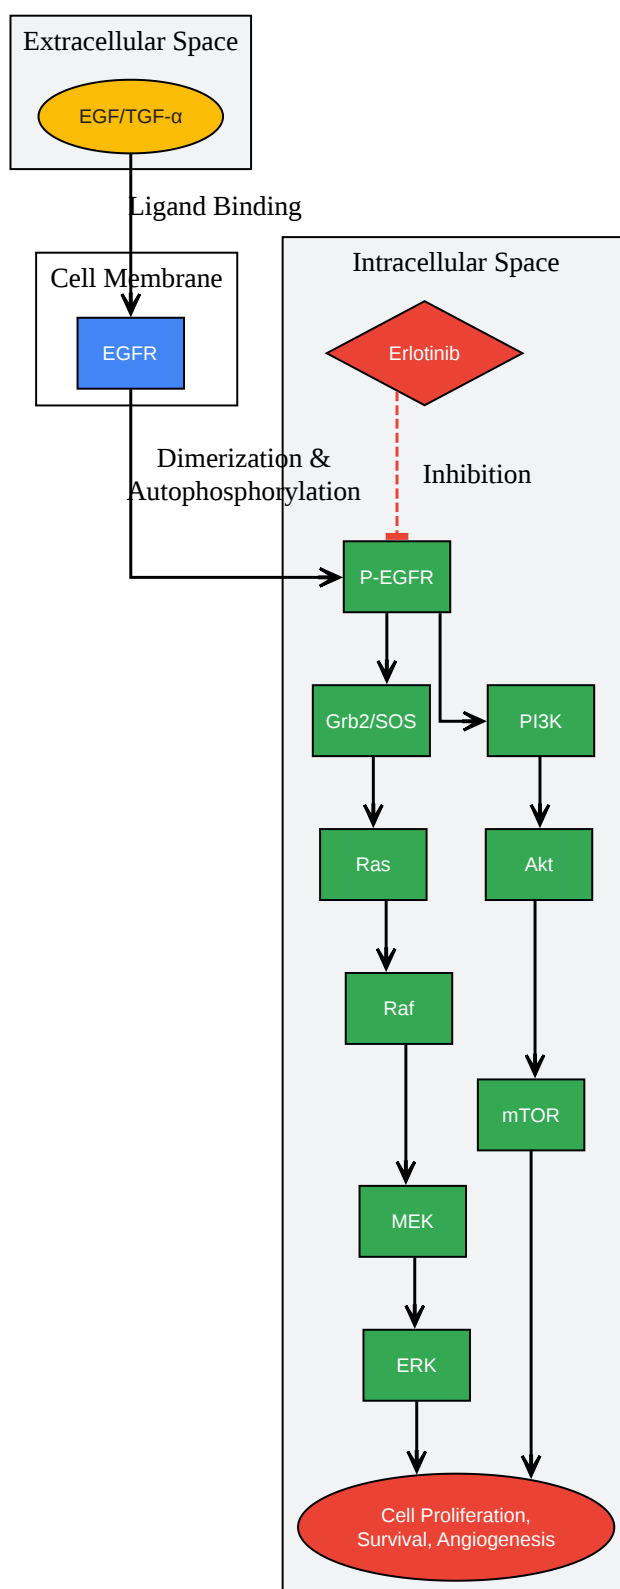 Extracellular Space
EGF/TGF-α
Ligand Binding
Cell Membrane
EGFR
Intracellular Space
Erlotinib
Dimerization &
Autophosphorylation
Inhibition
P-EGFR
Grb2/SOS
PI3K
Ras
Akt
Raf
mTOR
MEK
ERK
Cell Proliferation,
Survival, Angiogenesis